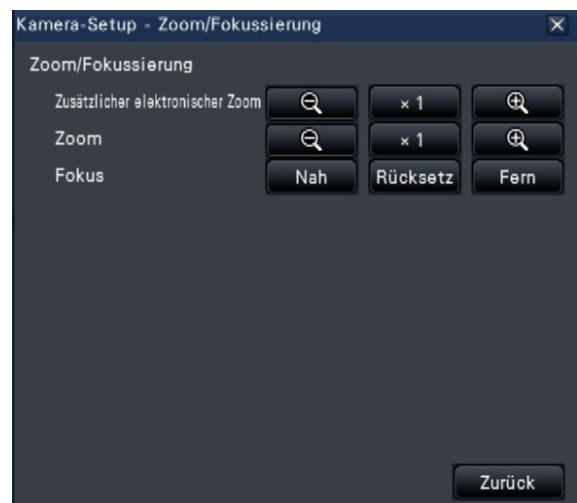 Kamera-Setup - Zoom/Fokussierung
Zoom/Fokussierung
Zusätzlicher elektronischer Zoom × 1
Zoom × 1
Fokus Nah Rücksetz Fern
Zurück